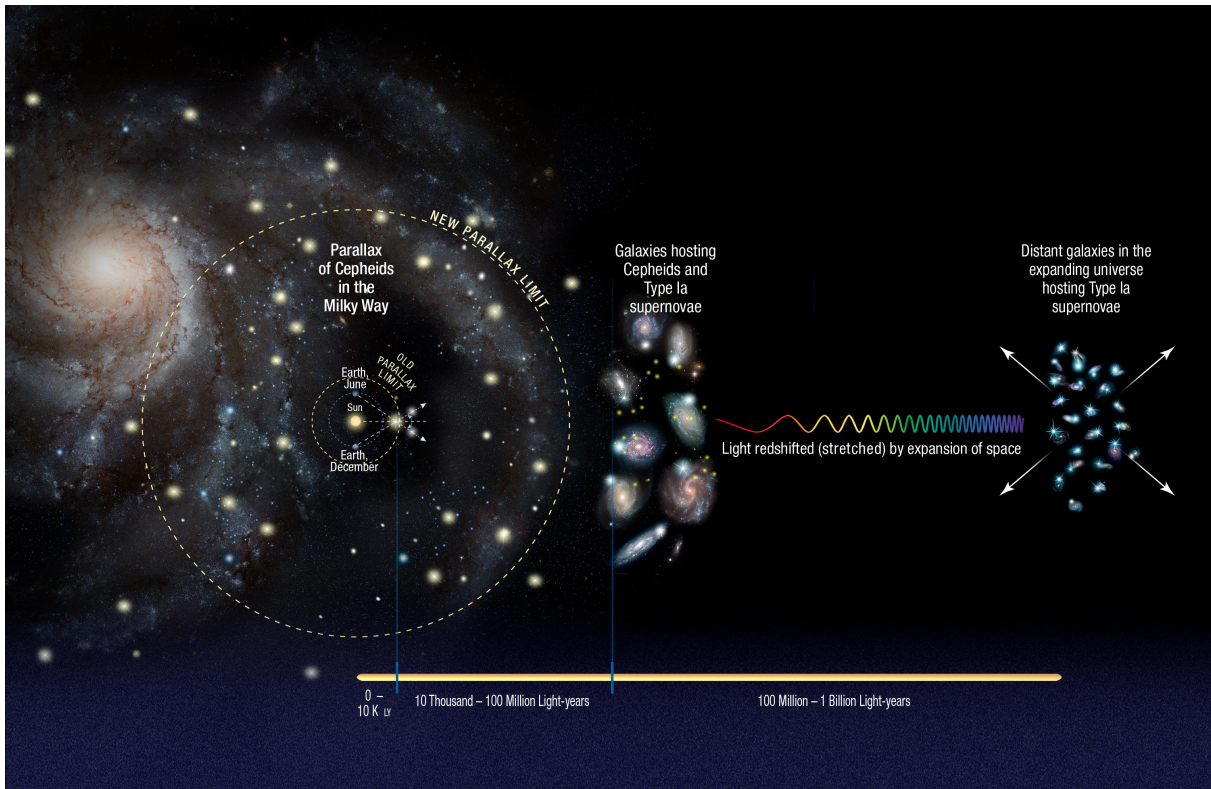 NEW PARALLAX LIMIT
Parallax
of Cepheids
in the
Milky Way
OLD
PARALLAX
LIMIT
Earth,
June
Sun
Earth,
December
Galaxies hosting
Cepheids and
Type Ia
supernovae
Light redshifted (stretched) by expansion of space
Distant galaxies in the
expanding universe
hosting Type Ia
supernovae
0 –
10 K LY
10 Thousand – 100 Million Light-years
100 Million – 1 Billion Light-years